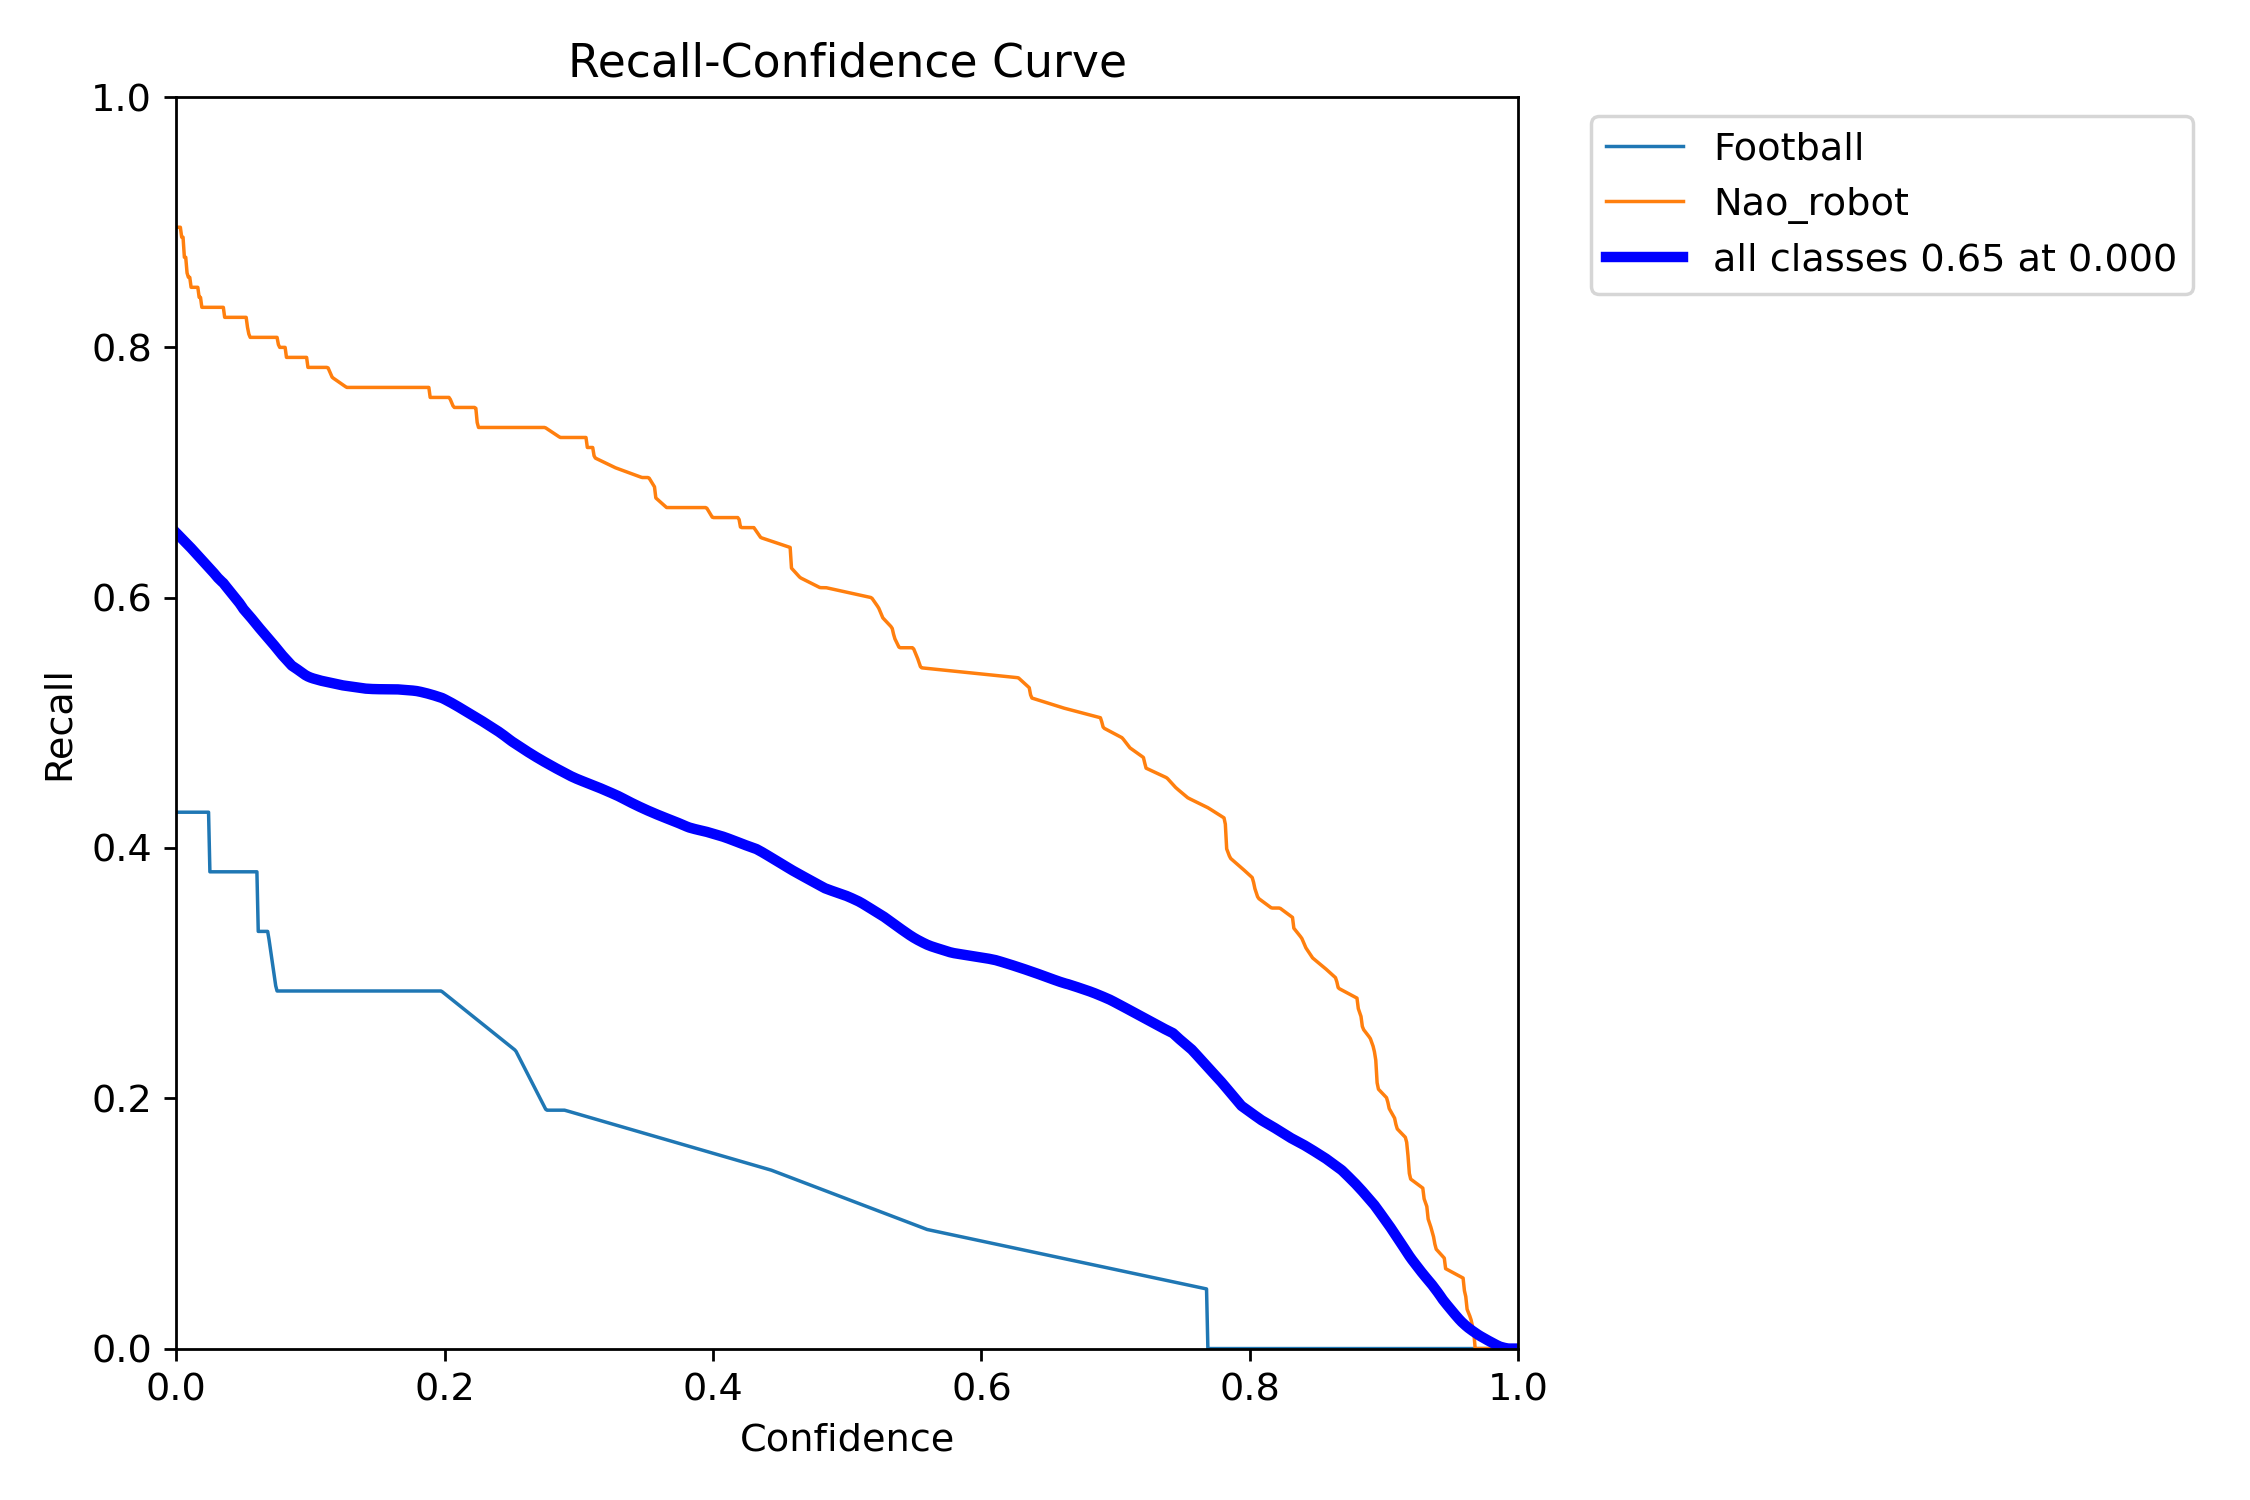 Recall-Confidence Curve
1.0
0.8
0.6
0.4
0.2
0.0
Recall
0.0 0.2 0.4 0.6 0.8 1.0
Confidence
Football
Nao_robot
all classes 0.65 at 0.000